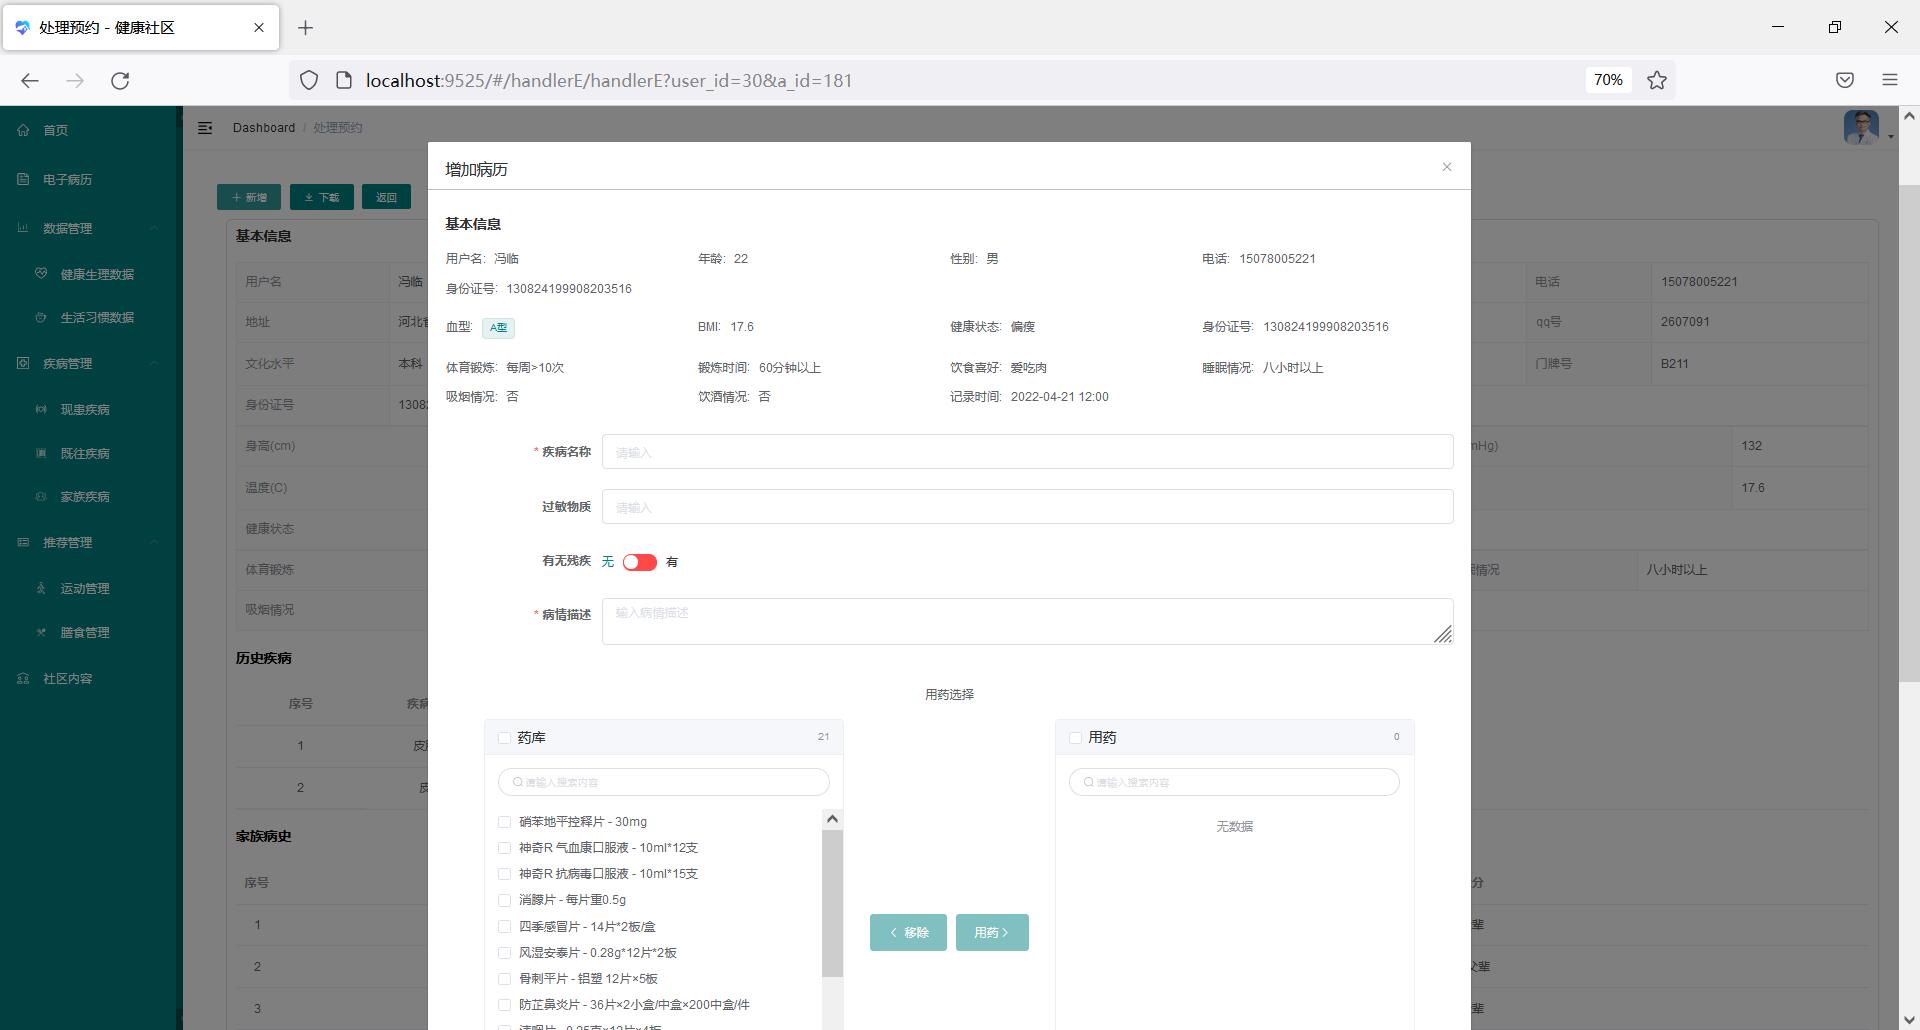 处理预约 - 健康社区
localhost:9525/#/handlerE/handlerE?user_id=30&a_id=181
70%
首页
电子病历
数据管理
健康生理数据
生活习惯数据
疾病管理
现患疾病
既往疾病
家族疾病
推荐管理
运动管理
膳食管理
社区内容
Dashboard / 处理预约
新增 下载 返回
基本信息
用户名 冯临 电话 15078005221
地址 河北 qq号 2607091
文化水平 本科 门牌号 B211
身份证号 1308
身高(cm) mHg) 132
温度(C) 17.6
健康状态
体育锻炼 情况 八小时以上
吸烟情况
历史疾病
序号 疾病
1 皮
2
家族病史
序号 分
1 辈
2 父辈
3 辈
增加病历
基本信息
用户名: 冯临 年龄: 22 性别: 男 电话: 15078005221
身份证号: 130824199908203516
血型: A型 BMI: 17.6 健康状态: 偏瘦 身份证号: 130824199908203516
体育锻炼: 每周>10次 锻炼时间: 60分钟以上 饮食喜好: 爱吃肉 睡眠情况: 八小时以上
吸烟情况: 否 饮酒情况: 否 记录时间: 2022-04-21 12:00
* 疾病名称 请输入
过敏物质 请输入
有无残疾 无 有
* 病情描述 输入病情描述
用药选择
药库 21
请输入搜索内容
硝苯地平控释片 - 30mg
神奇R 气血康口服液 - 10ml*12支
神奇R 抗病毒口服液 - 10ml*15支
消朦片 - 每片重0.5g
四季感冒片 - 14片*2板/盒
风湿安泰片 - 0.28g*12片*2板
骨刺平片 - 铝塑 12片×5板
防芷鼻炎片 - 36片×2小盒/中盒×200中盒/件
移除 用药
用药 0
请输入搜索内容
无数据